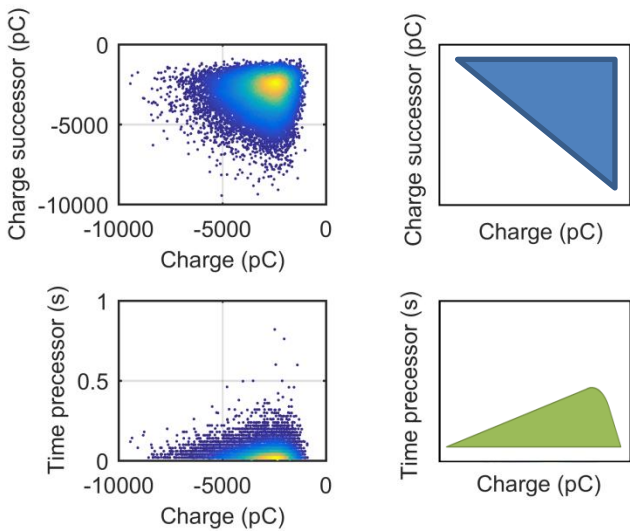 Charge successor (pC)
0
-5000
-10000
-10000
-5000
0
Charge (pC)
Charge successor (pC)
Charge (pC)
Time precessor (s)
1
0.5
0
-10000
-5000
0
Charge (pC)
Time precessor (s)
Charge (pC)